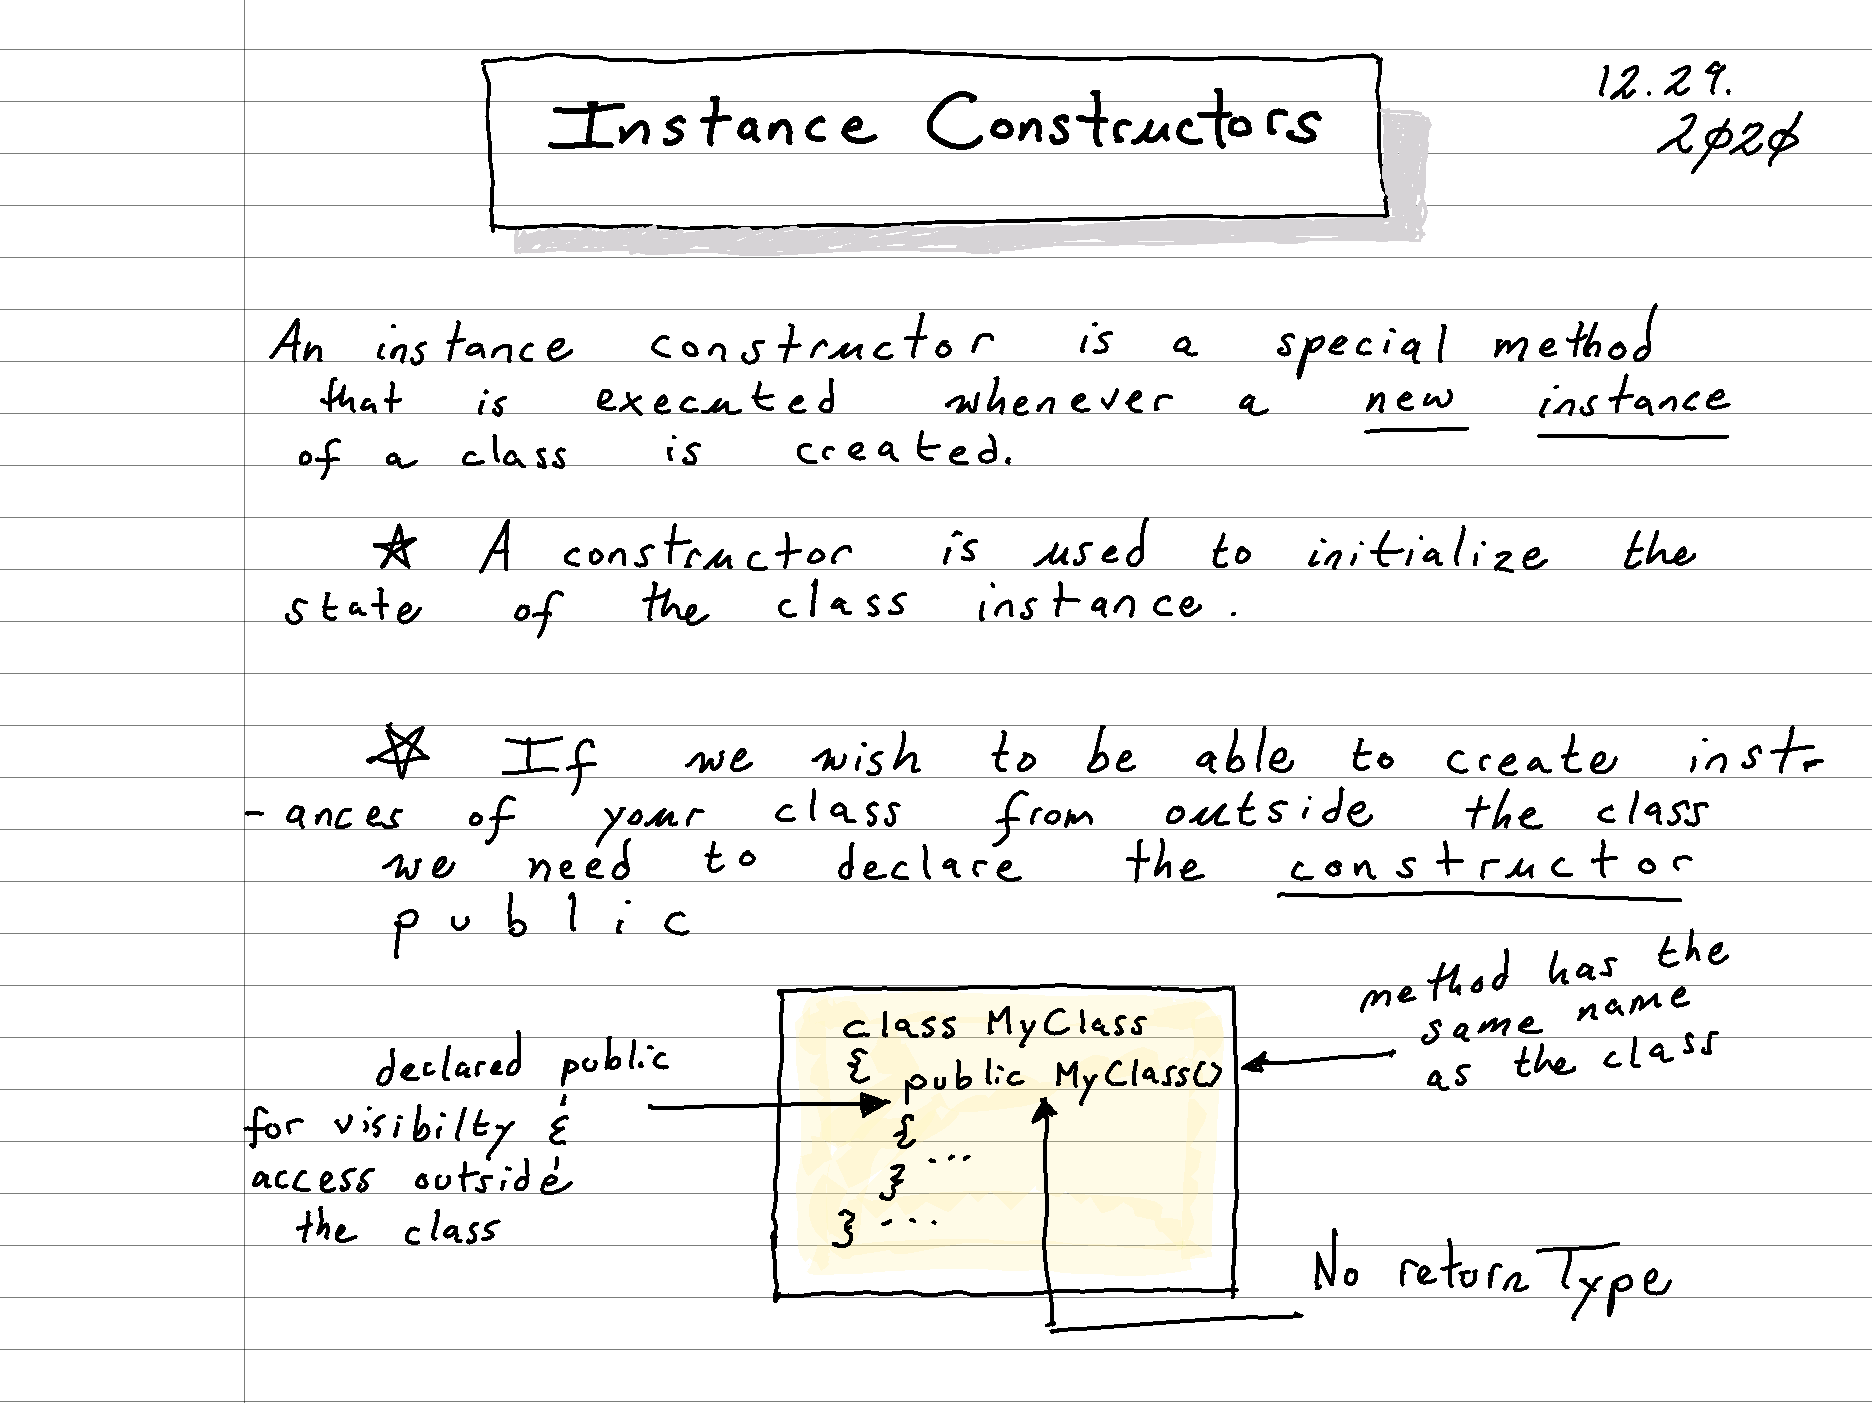 Instance Constructors
12.29.
2020
An instance constructor is a special method
that is executed whenever a new instance
of a class is created.
☆ A constructor is used to initialize the
state of the class instance.
☆ If we wish to be able to create inst-
-ances of your class from outside the class
we need to declare the constructor
public
method has the
same name
as the class
class MyClass
{
public MyClass()
{
...
}
} ...
declared public
for visibilty &
access outside
the class
No return Type